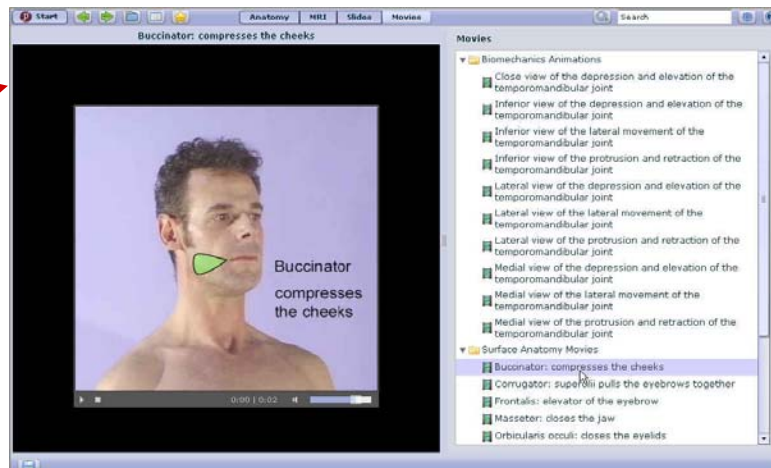 Start
Anatomy
MRI
Slides
Movies
Search
Buccinator: compresses the cheeks
Buccinator
compresses
the cheeks
0:00 | 0:02
Movies
Biomechanics Animations
Close view of the depression and elevation of the
temporomandibular joint
Inferior view of the depression and elevation of the
temporomandibular joint
Inferior view of the lateral movement of the
temporomandibular joint
Inferior view of the protrusion and retraction of the
temporomandibular joint
Lateral view of the depression and elevation of the
temporomandibular joint
Lateral view of the lateral movement of the
temporomandibular joint
Lateral view of the protrusion and retraction of the
temporomandibular joint
Medial view of the depression and elevation of the
temporomandibular joint
Medial view of the lateral movement of the
temporomandibular joint
Medial view of the protrusion and retraction of the
temporomandibular joint
Surface Anatomy Movies
Buccinator: compresses the cheeks
Corrugator: supercilii pulls the eyebrows together
Frontalis: elevator of the eyebrow
Masseter: closes the jaw
Orbicularis occuli: closes the eyelids